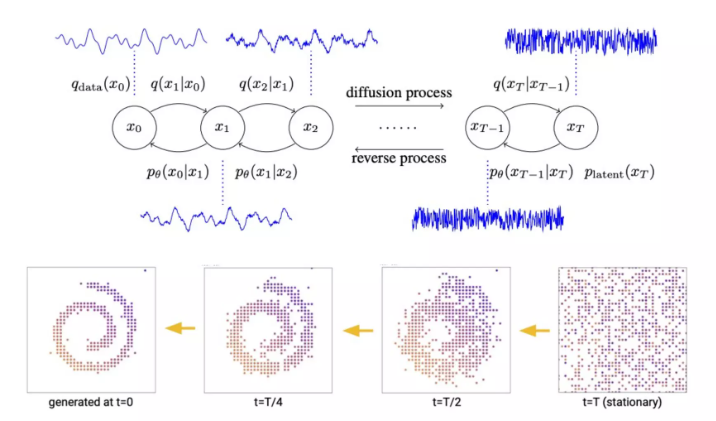 q_data(x_0) q(x_1|x_0) q(x_2|x_1) diffusion process q(x_T|x_{T−1})
x_0 x_1 x_2 ...... x_{T−1} x_T
reverse process
p_θ(x_0|x_1) p_θ(x_1|x_2) p_θ(x_{T−1}|x_T) p_latent(x_T)
generated at t=0 t=T/4 t=T/2 t=T (stationary)